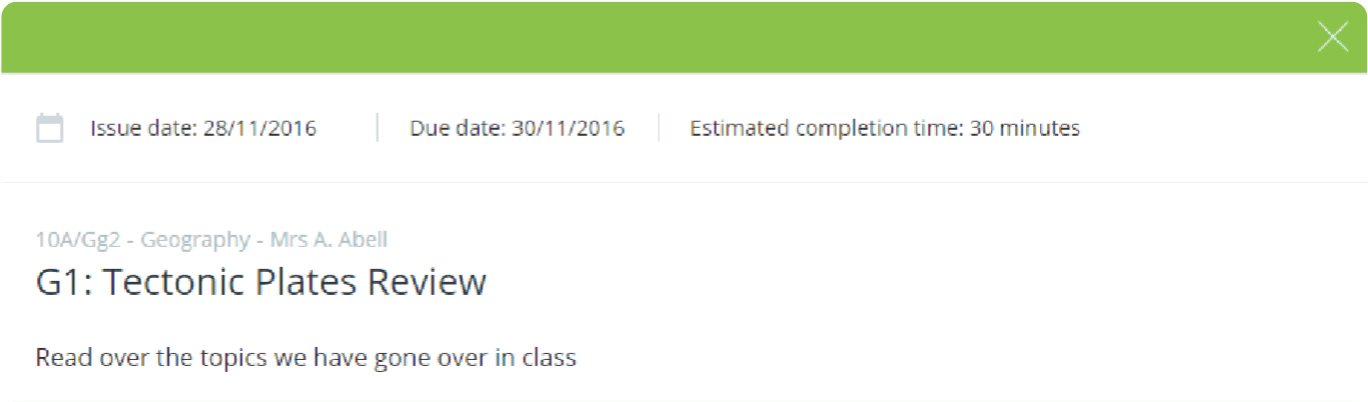 Issue date: 28/11/2016 Due date: 30/11/2016 Estimated completion time: 30 minutes
10A/Gg2 - Geography - Mrs A. Abell
G1: Tectonic Plates Review
Read over the topics we have gone over in class